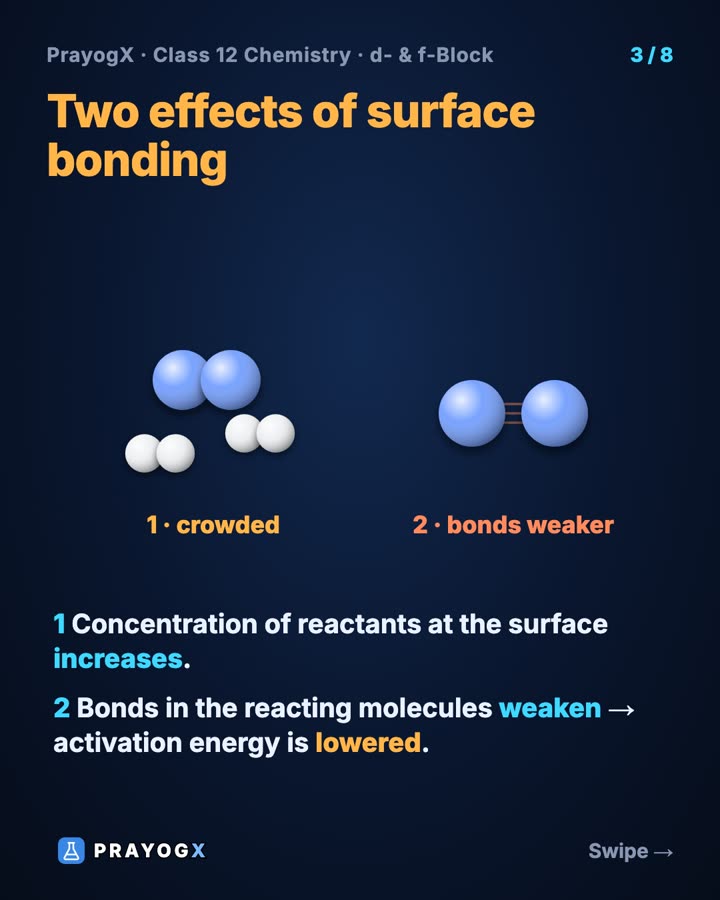 PrayogX · Class 12 Chemistry · d- & f-Block
3 / 8
Two effects of surface
bonding
1 · crowded
2 · bonds weaker
1 Concentration of reactants at the surface
increases.
2 Bonds in the reacting molecules weaken →
activation energy is lowered.
PRAYOGX
Swipe →